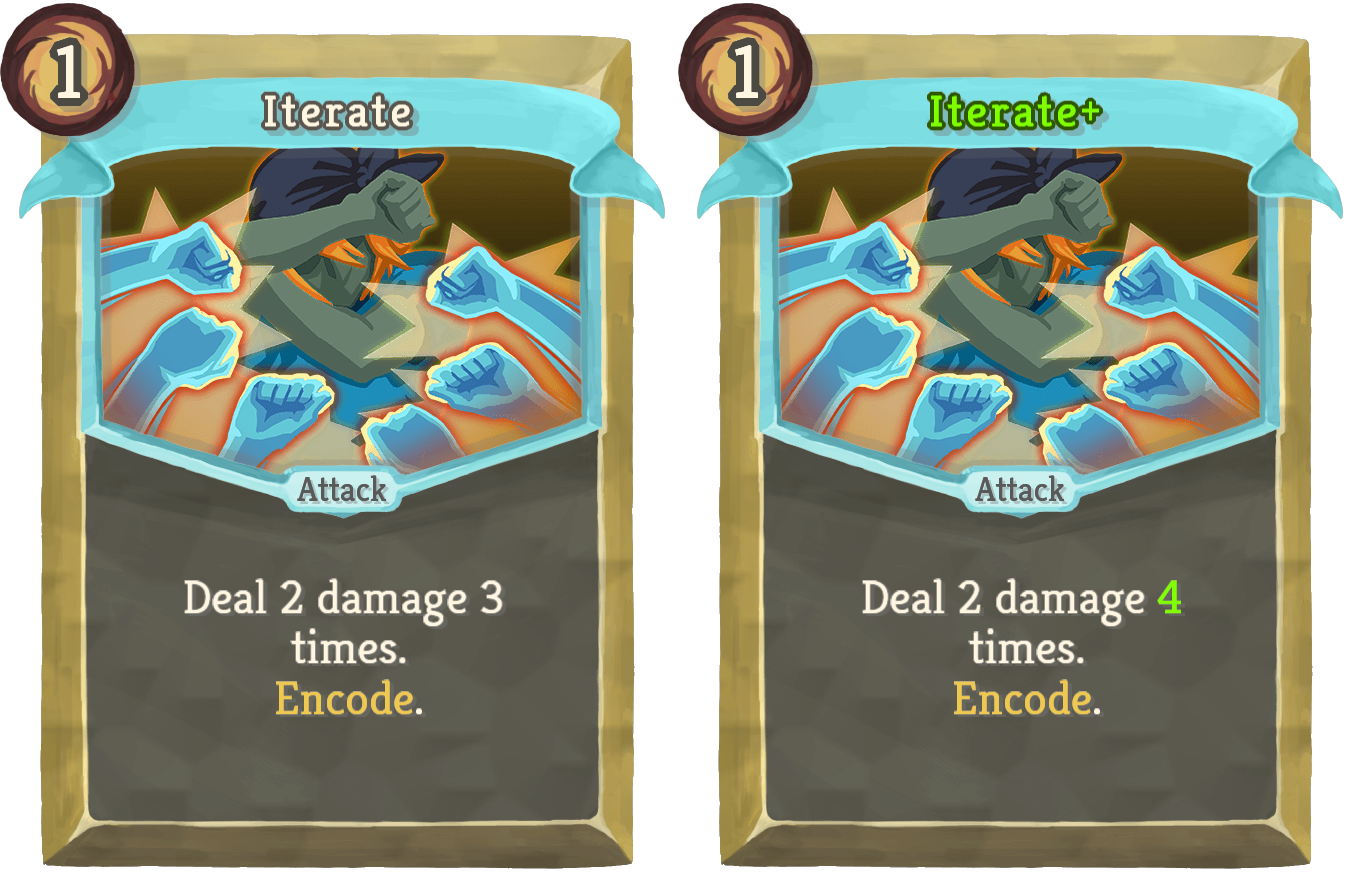 1
Iterate
Attack
Deal 2 damage 3
times.
Encode.
1
Iterate+
Attack
Deal 2 damage 4
times.
Encode.